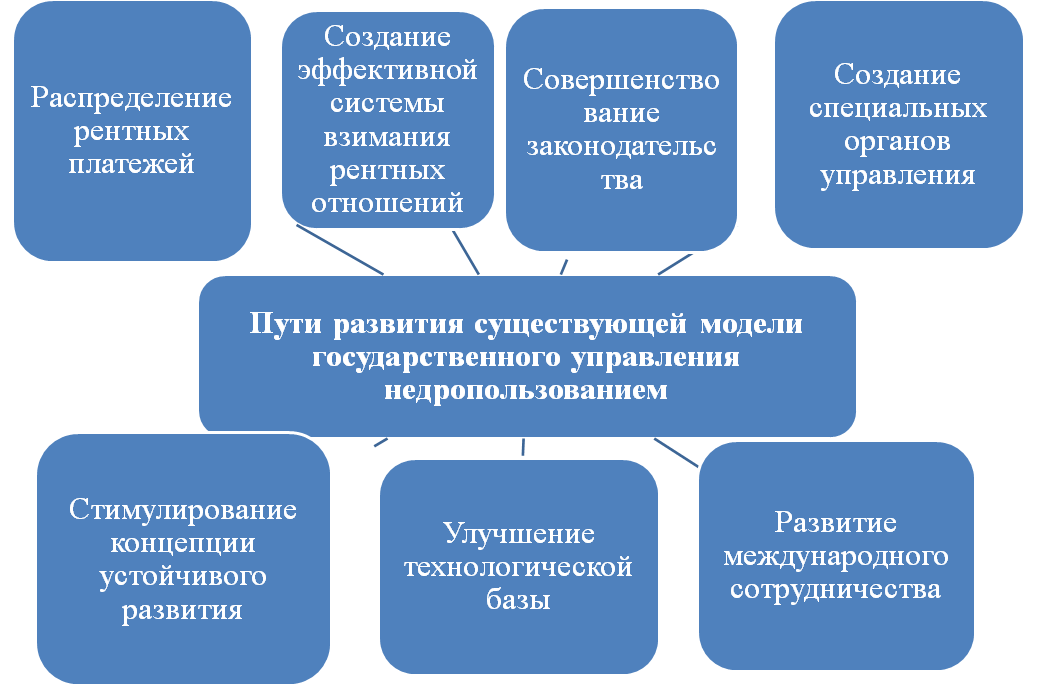 Распределение
рентных
платежей
Создание
эффективной
системы
взимания
рентных
отношений
Совершенство
вание
законодательс
тва
Создание
специальных
органов
управления
Пути развития существующей модели
государственного управления
недропользованием
Стимулирование
концепции
устойчивого
развития
Улучшение
технологической
базы
Развитие
международного
сотрудничества